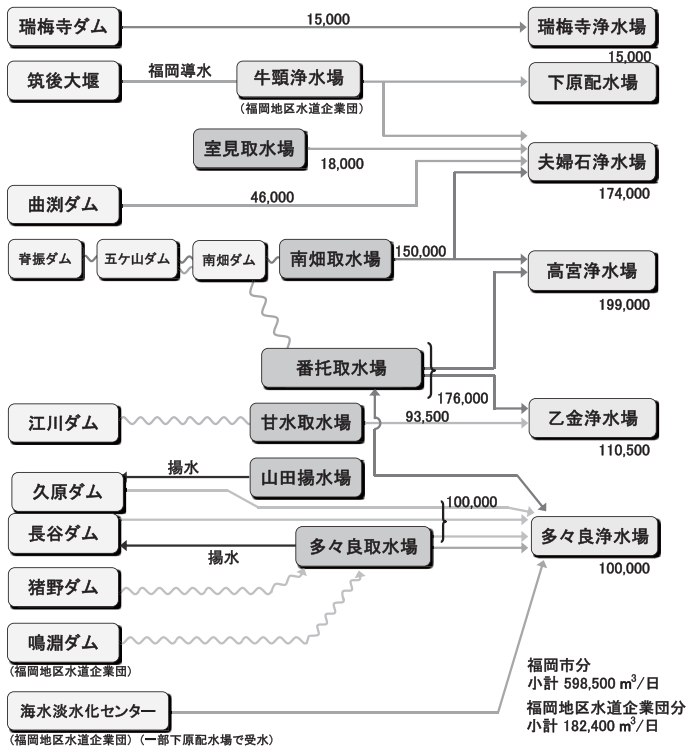 瑞梅寺ダム
15,000
瑞梅寺浄水場
15,000
筑後大堰
福岡導水
牛頸浄水場
(福岡地区水道企業団)
下原配水場
室見取水場
18,000
夫婦石浄水場
174,000
曲渕ダム
46,000
脊振ダム
五ケ山ダム
南畑ダム
南畑取水場
150,000
高宮浄水場
199,000
番托取水場
176,000
江川ダム
甘水取水場
93,500
乙金浄水場
110,500
久原ダム
揚水
山田揚水場
100,000
長谷ダム
揚水
多々良取水場
多々良浄水場
100,000
猪野ダム
鳴淵ダム
(福岡地区水道企業団)
海水淡水化センター
(福岡地区水道企業団) (一部下原配水場で受水)
福岡市分
小計 598,500 m³/日
福岡地区水道企業団分
小計 182,400 m³/日